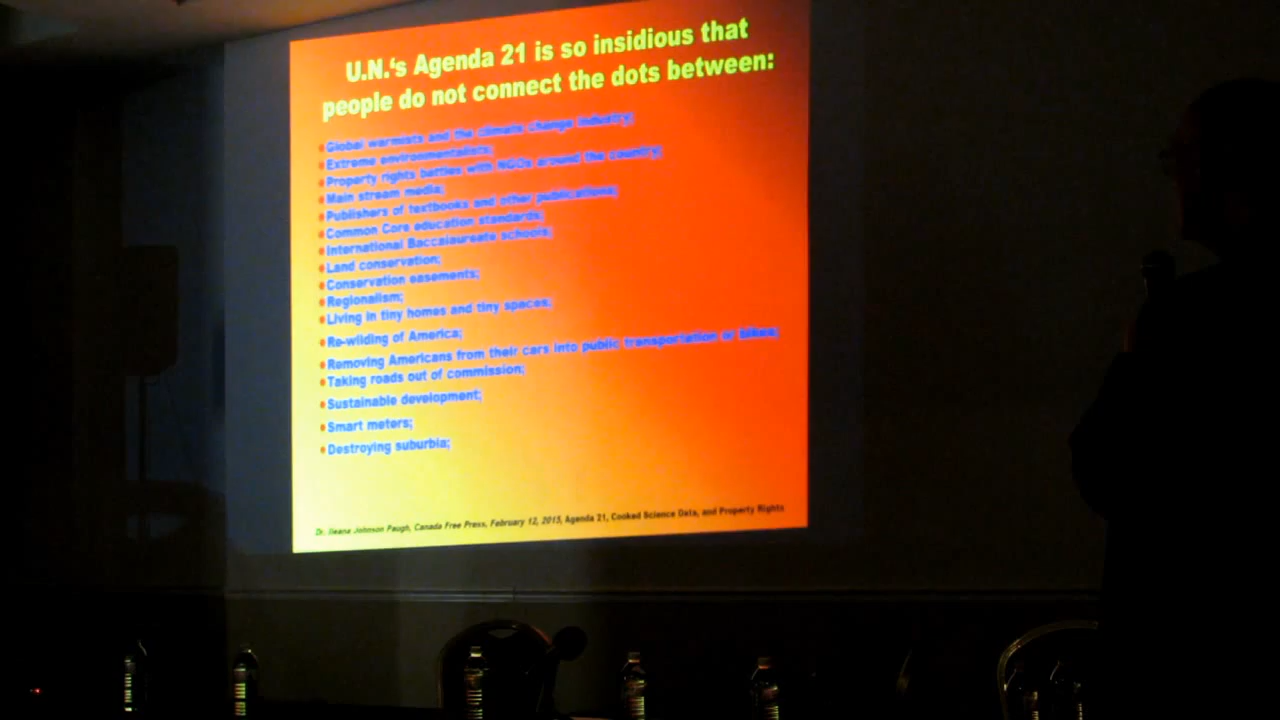 U.N.'s Agenda 21 is so insidious that
people do not connect the dots between:
Global warmists and the climate change industry;
Extreme environmentalists;
Property rights battles with NGOs around the country;
Main stream media;
Publishers of textbooks and other publications;
Common Core education standards;
International Baccalaureate schools;
Land conservation;
Conservation easements;
Regionalism;
Living in tiny homes and tiny spaces;
Re-wilding of America;
Removing Americans from their cars into public transportation or bikes;
Taking roads out of commission;
Sustainable development;
Smart meters;
Destroying suburbia;
Dr. Ileana Johnson Paugh, Canada Free Press, February 12, 2015, Agenda 21, Cooked Science Data, and Property Rights